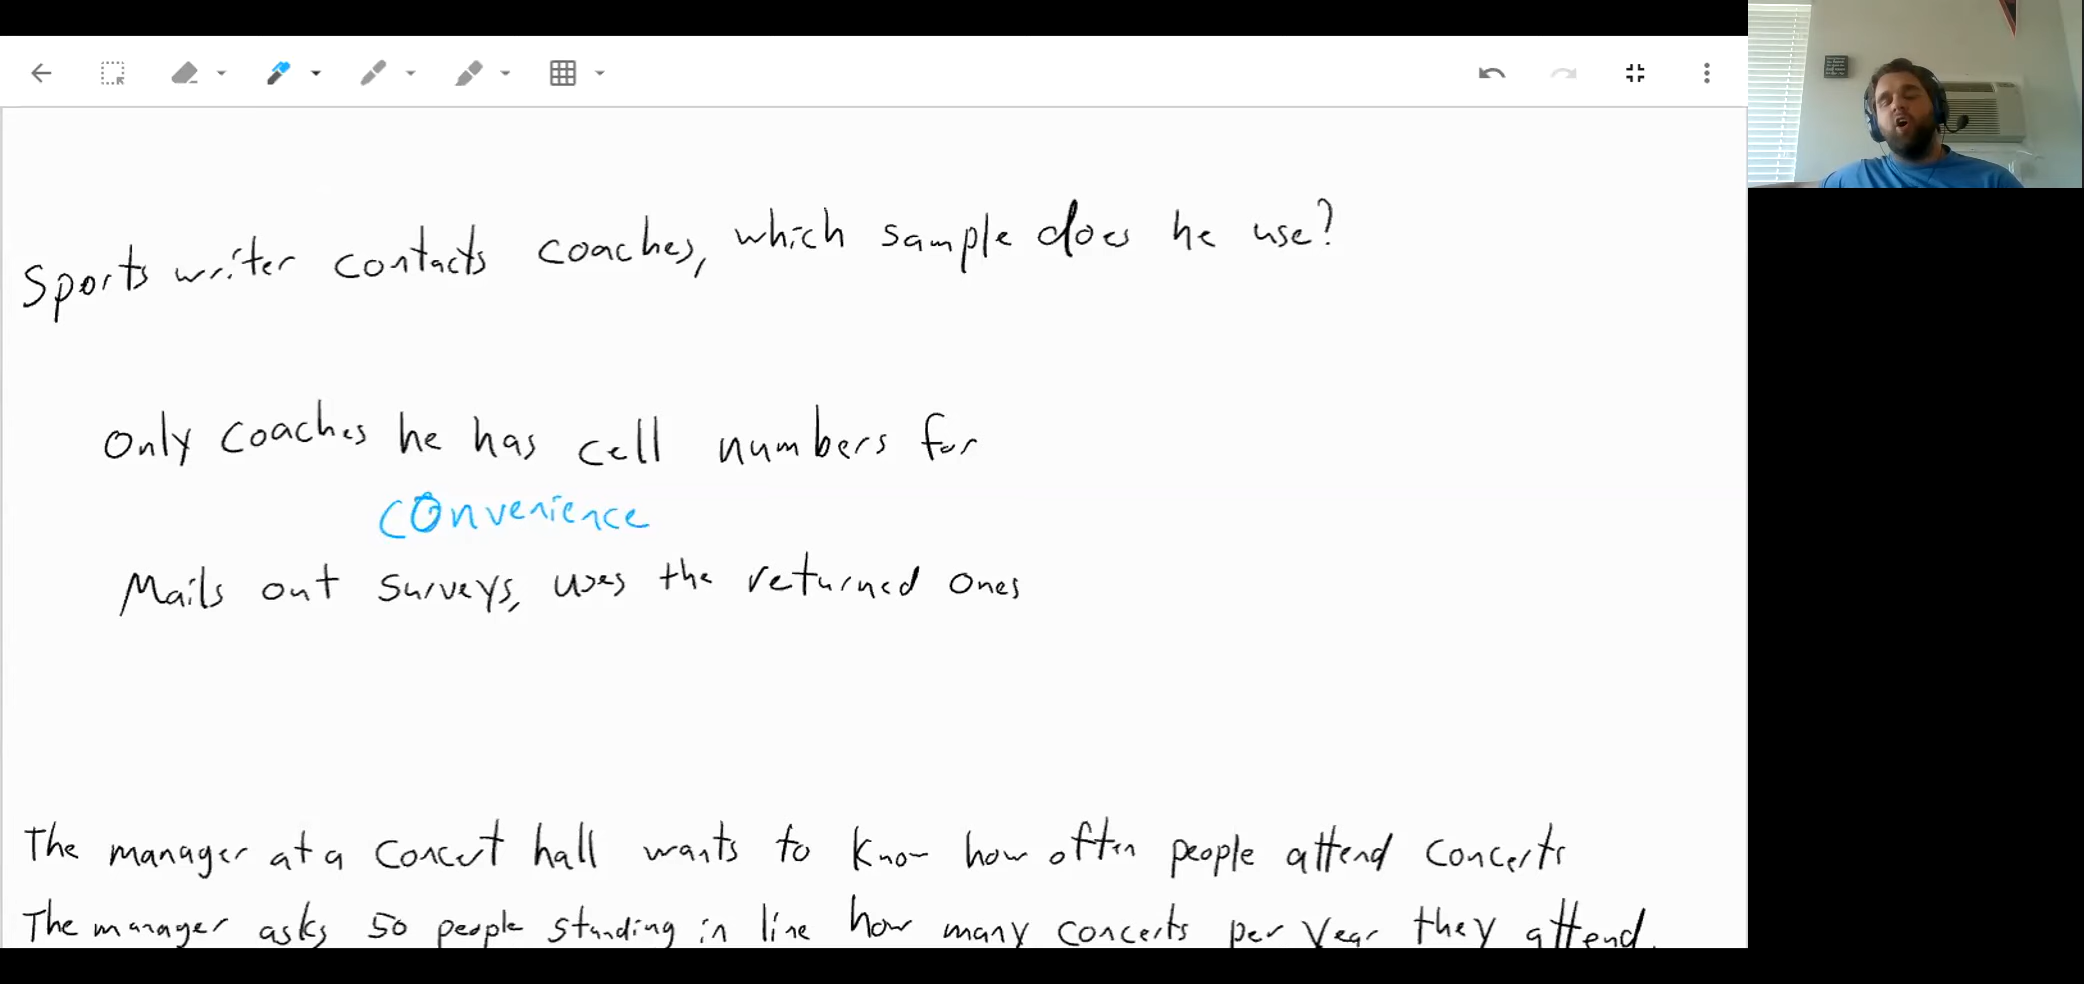 Sports writer contacts coaches, which sample does he use?
Only coaches he has cell numbers for
convenience
Mails out surveys, uses the returned ones
The manager at a concert hall wants to know how often people attend concerts
The manager asks 50 people standing in line how many concerts per year they attend.